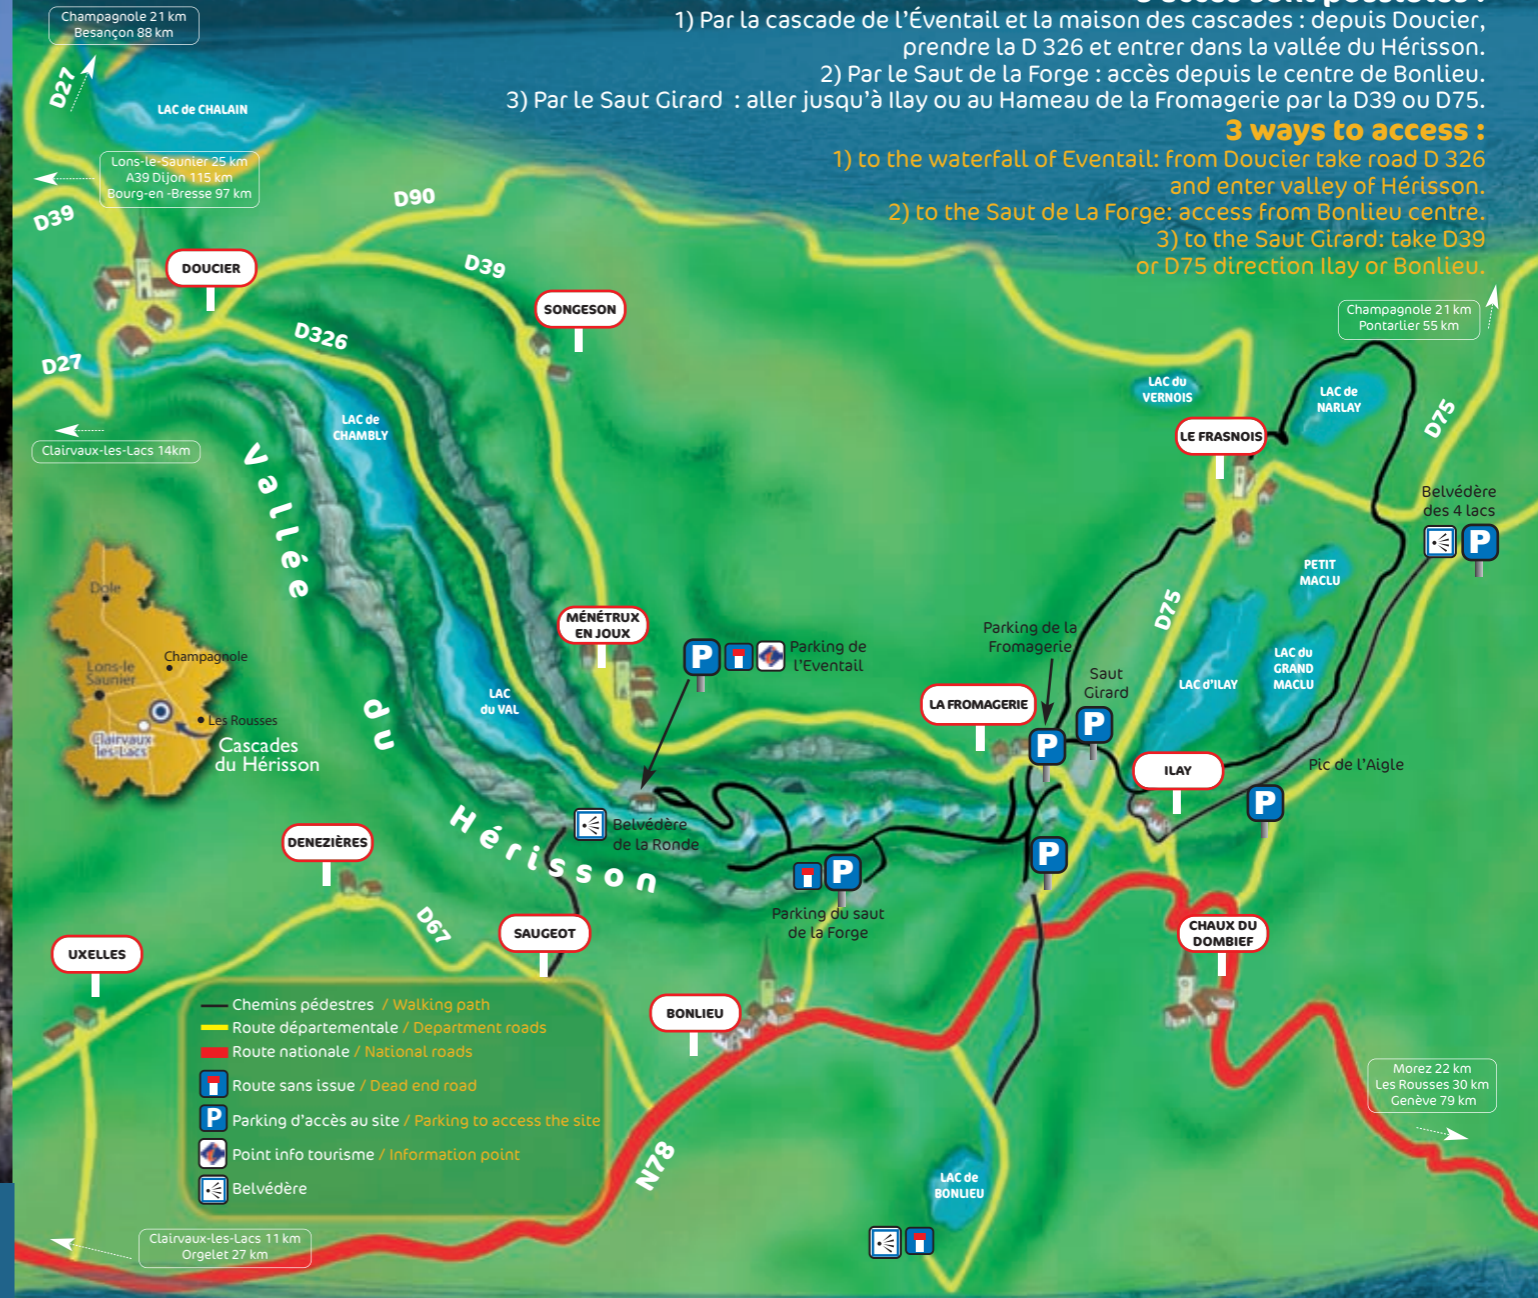 Champagnole 21 km
Besançon 88 km
1) Par la cascade de l'Éventail et la maison des cascades : depuis Doucier,
prendre la D 326 et entrer dans la vallée du Hérisson.
2) Par le Saut de la Forge : accès depuis le centre de Bonlieu.
3) Par le Saut Girard : aller jusqu'à Ilay ou au Hameau de la Fromagerie par la D39 ou D75.
3 ways to access :
1) to the waterfall of Eventail: from Doucier take road D 326
and enter valley of Hérisson.
2) to the Saut de La Forge: access from Bonlieu centre.
3) to the Saut Girard: take D39
or D75 direction Ilay or Bonlieu.
D27
LAC de CHALAIN
Lons-le-Saunier 25 km
A39 Dijon 115 km
Bourg-en -Bresse 97 km
D39
D90
DOUCIER
D39
SONGESON
D326
D27
Clairvaux-les-Lacs 14km
LAC de
CHAMBLY
Champagnole 21 km
Pontarlier 55 km
LAC du
VERNOIS
LAC de
NARLAY
D75
LE FRASNOIS
Belvédère
des 4 lacs
P
PETIT
MACLU
D75
LAC du
GRAND
MACLU
LAC d'ILAY
Vallée
du
Hérisson
Dole
Champagnole
Lons-le
Saunier
Les Rousses
Clairvaux
les-Lacs
Cascades
du Hérisson
MÉNÉTRUX
EN JOUX
P
Parking de
l'Eventail
LAC
du VAL
Parking de la
Fromagerie
Saut
Girard
LA FROMAGERIE
P
P
ILAY
Pic de l'Aigle
P
Belvédère
de la Ronde
P
P
Parking du saut
de la Forge
DENEZIÈRES
D67
SAUGEOT
UXELLES
BONLIEU
CHAUX DU
DOMBIEF
Chemins pédestres / Walking path
Route départementale / Department roads
Route nationale / National roads
Route sans issue / Dead end road
P Parking d'accès au site / Parking to access the site
Point info tourisme / Information point
Belvédère
N78
LAC de
BONLIEU
Morez 22 km
Les Rousses 30 km
Genève 79 km
Clairvaux-les-Lacs 11 km
Orgelet 27 km